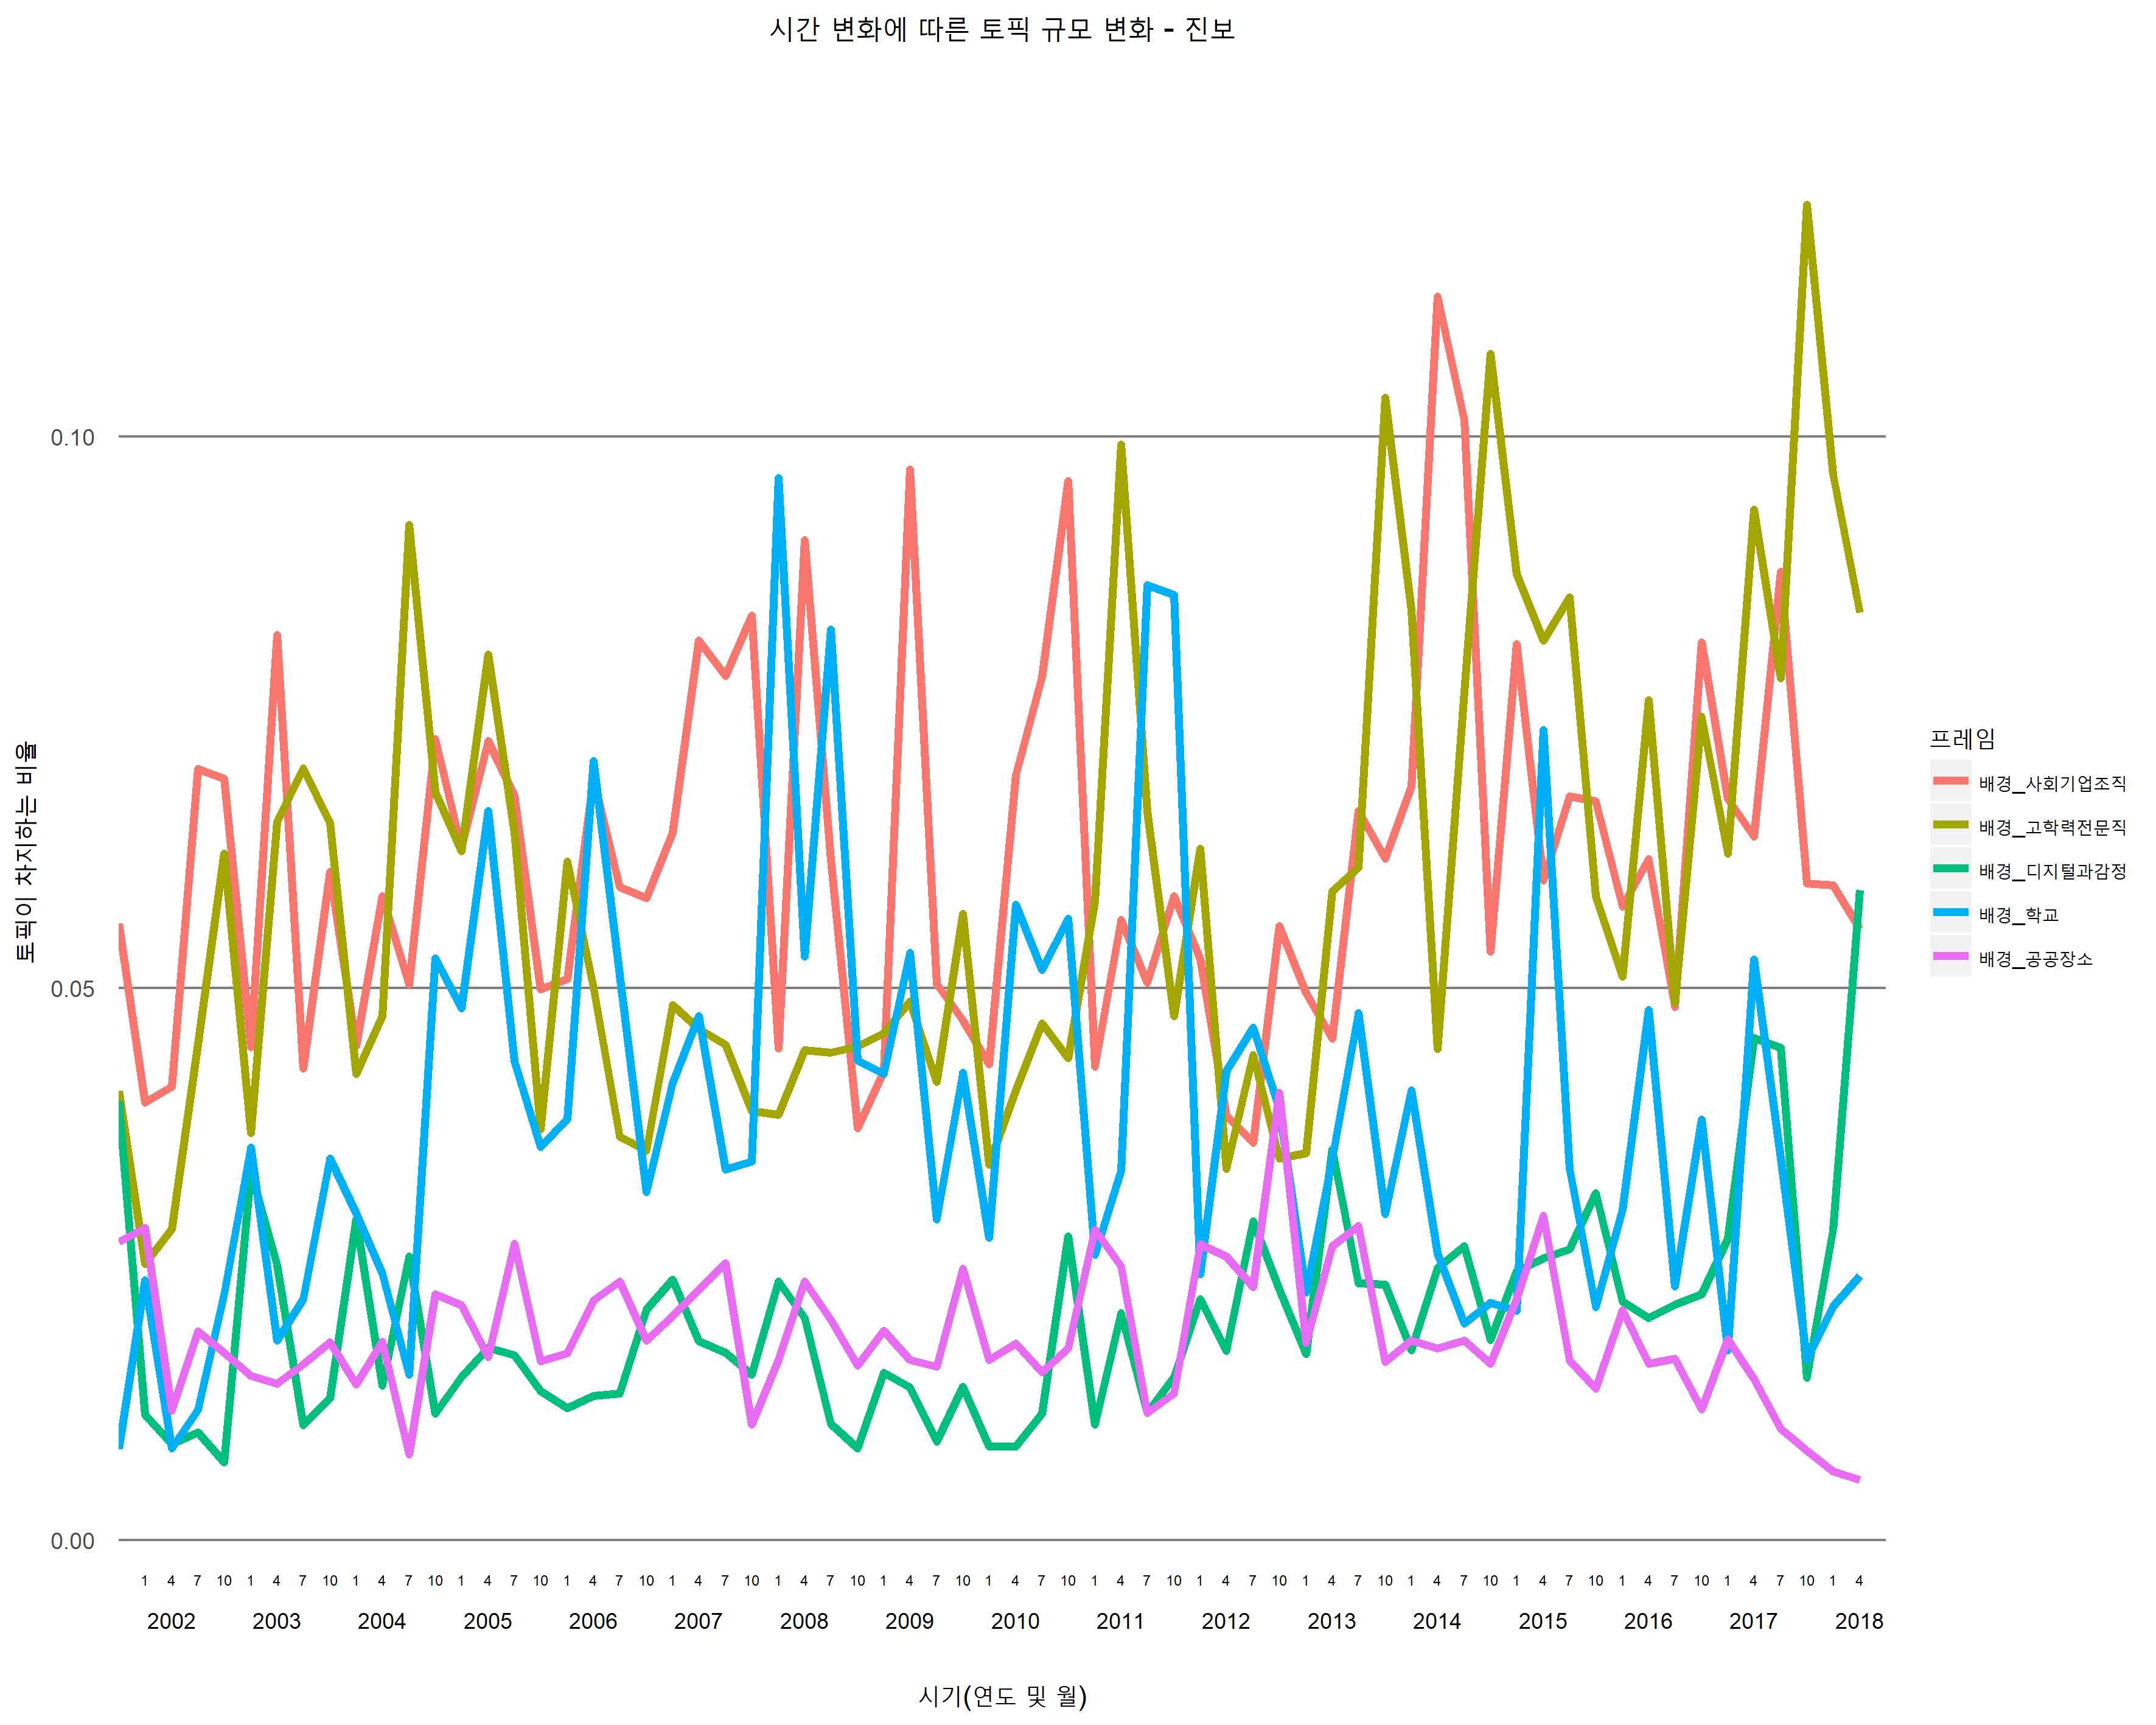 시간 변화에 따른 토픽 규모 변화 - 진보
토픽이 차지하는 비율
0.10
0.05
0.00
1 4 7 10 1 4 7 10 1 4 7 10 1 4 7 10 1 4 7 10 1 4 7 10 1 4 7 10 1 4 7 10 1 4 7 10 1 4 7 10 1 4 7 10 1 4 7 10 1 4 7 10 1 4 7 10 1 4 7 10 1 4 7 10 1 4
2002 2003 2004 2005 2006 2007 2008 2009 2010 2011 2012 2013 2014 2015 2016 2017 2018
시기(연도 및 월)
프레임
배경_사회기업조직
배경_고학력전문직
배경_디지털과감정
배경_학교
배경_공공장소